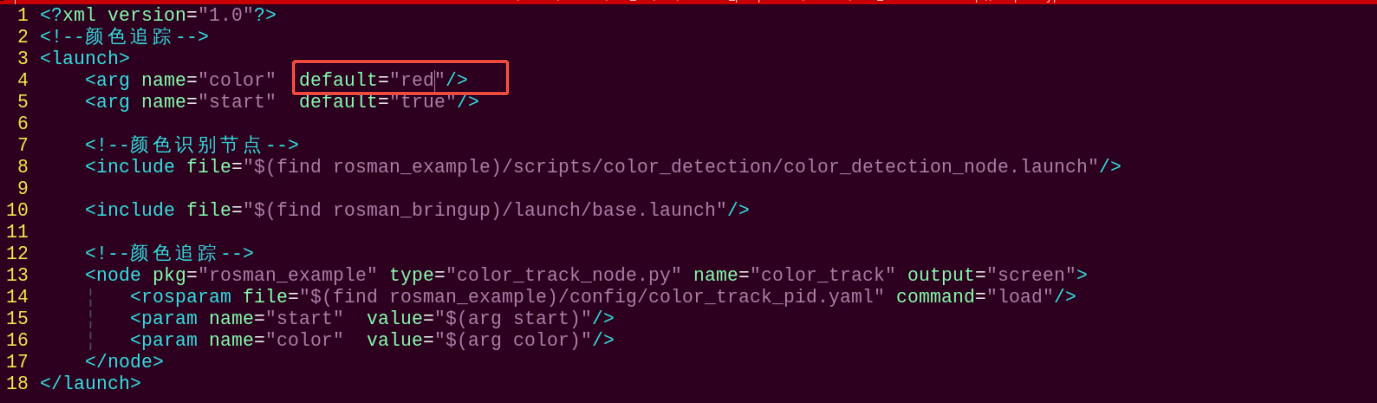 1 <?xml version="1.0"?>
2 <!--颜色追踪-->
3 <launch>
4     <arg name="color"  default="red"/>
5     <arg name="start"  default="true"/>
6
7     <!--颜色识别节点-->
8     <include file="$(find rosman_example)/scripts/color_detection/color_detection_node.launch"/>
9
10     <include file="$(find rosman_bringup)/launch/base.launch"/>
11
12     <!--颜色追踪-->
13     <node pkg="rosman_example" type="color_track_node.py" name="color_track" output="screen">
14         <rosparam file="$(find rosman_example)/config/color_track_pid.yaml" command="load"/>
15         <param name="start"  value="$(arg start)"/>
16         <param name="color"  value="$(arg color)"/>
17     </node>
18 </launch>